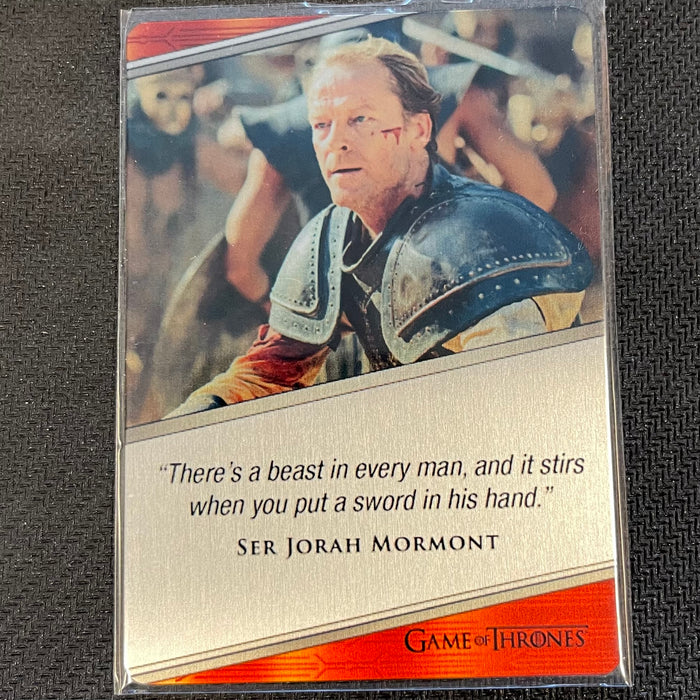 “There’s a beast in every man, and it stirs
when you put a sword in his hand.”
SER JORAH MORMONT
GAME OF THRONES